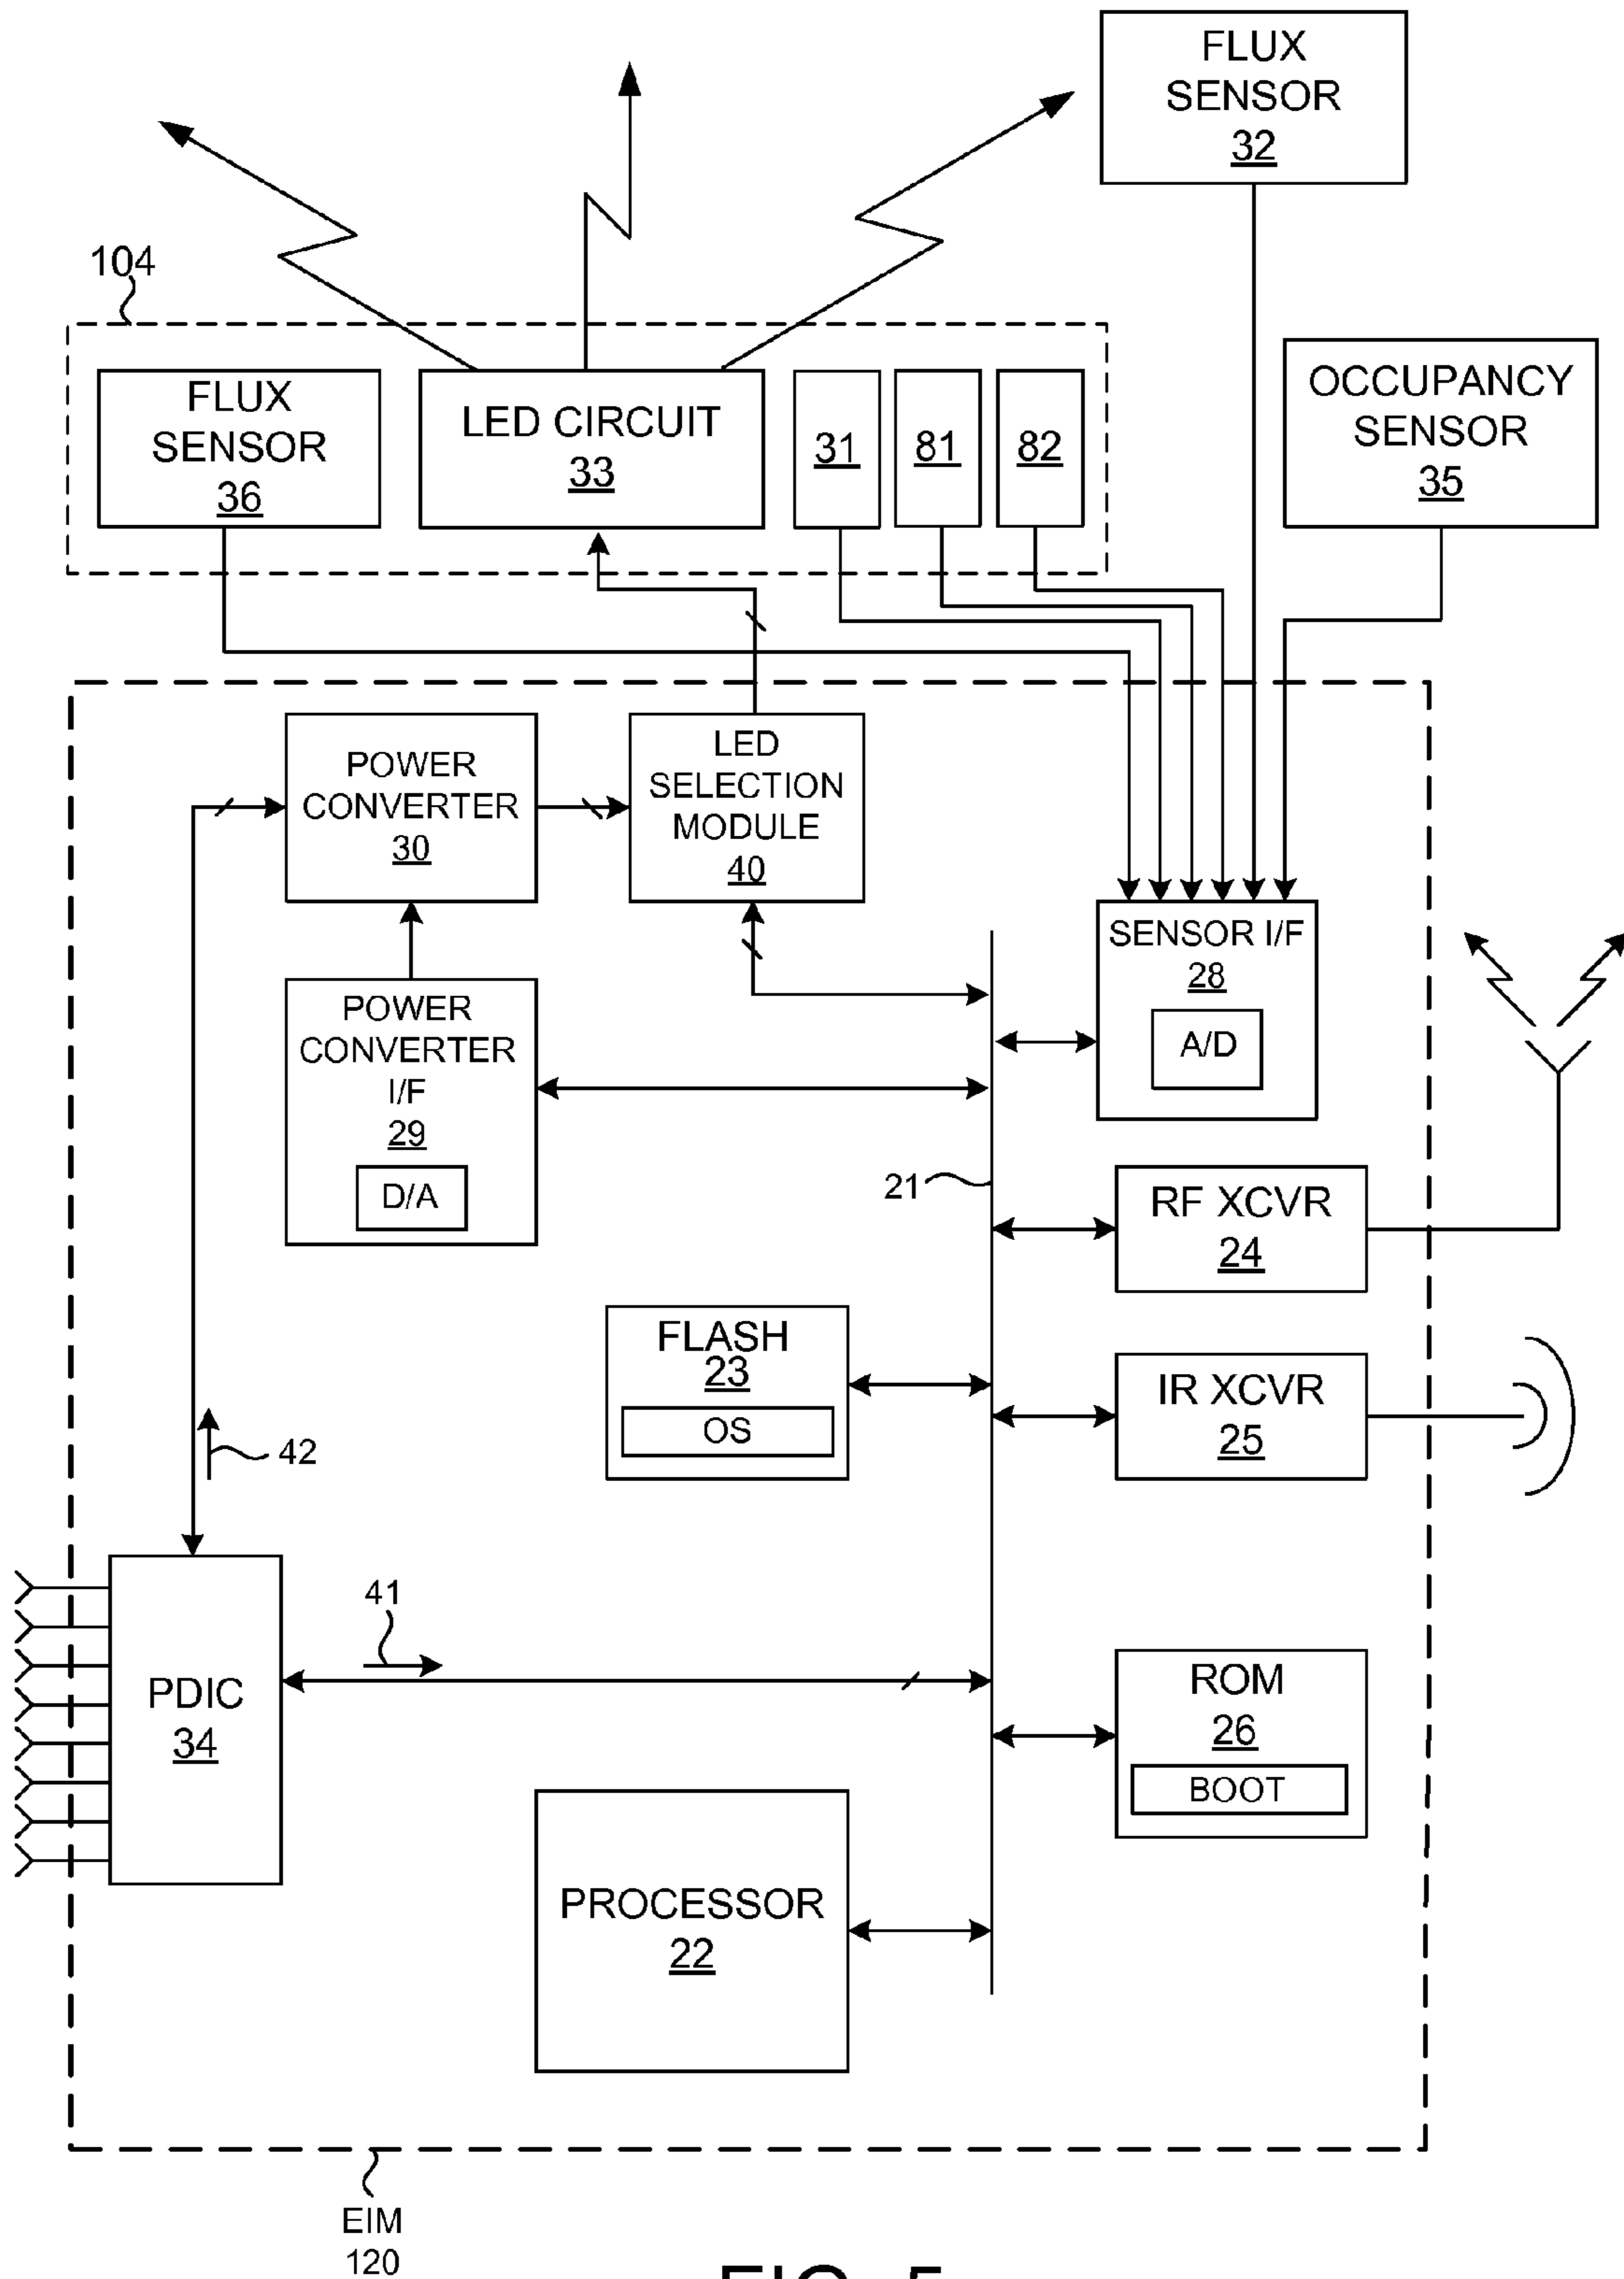 FLUX
SENSOR
32
104
FLUX
SENSOR
36
LED CIRCUIT
33
31
81
82
OCCUPANCY
SENSOR
35
POWER
CONVERTER
30
LED
SELECTION
MODULE
40
SENSOR I/F
28
A/D
POWER
CONVERTER
I/F
29
D/A
21
RF XCVR
24
FLASH
23
OS
IR XCVR
25
42
41
PDIC
34
ROM
26
BOOT
PROCESSOR
22
EIM
120
FIG. 5